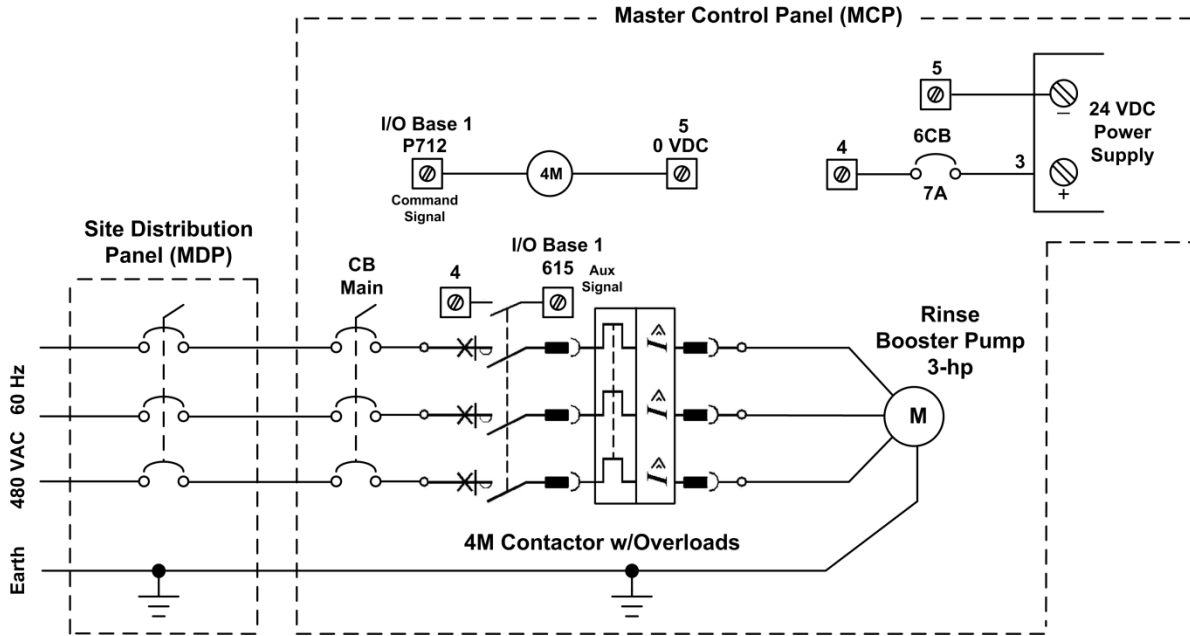 Master Control Panel (MCP)
5
24 VDC
Power
Supply
–
+
6CB
4
3
7A
I/O Base 1
P712
Command
Signal
4M
5
0 VDC
Site Distribution
Panel (MDP)
CB
Main
4
I/O Base 1
615
Aux
Signal
I>
I>
I>
Rinse
Booster Pump
3-hp
M
480 VAC 60 Hz
Earth
4M Contactor w/Overloads